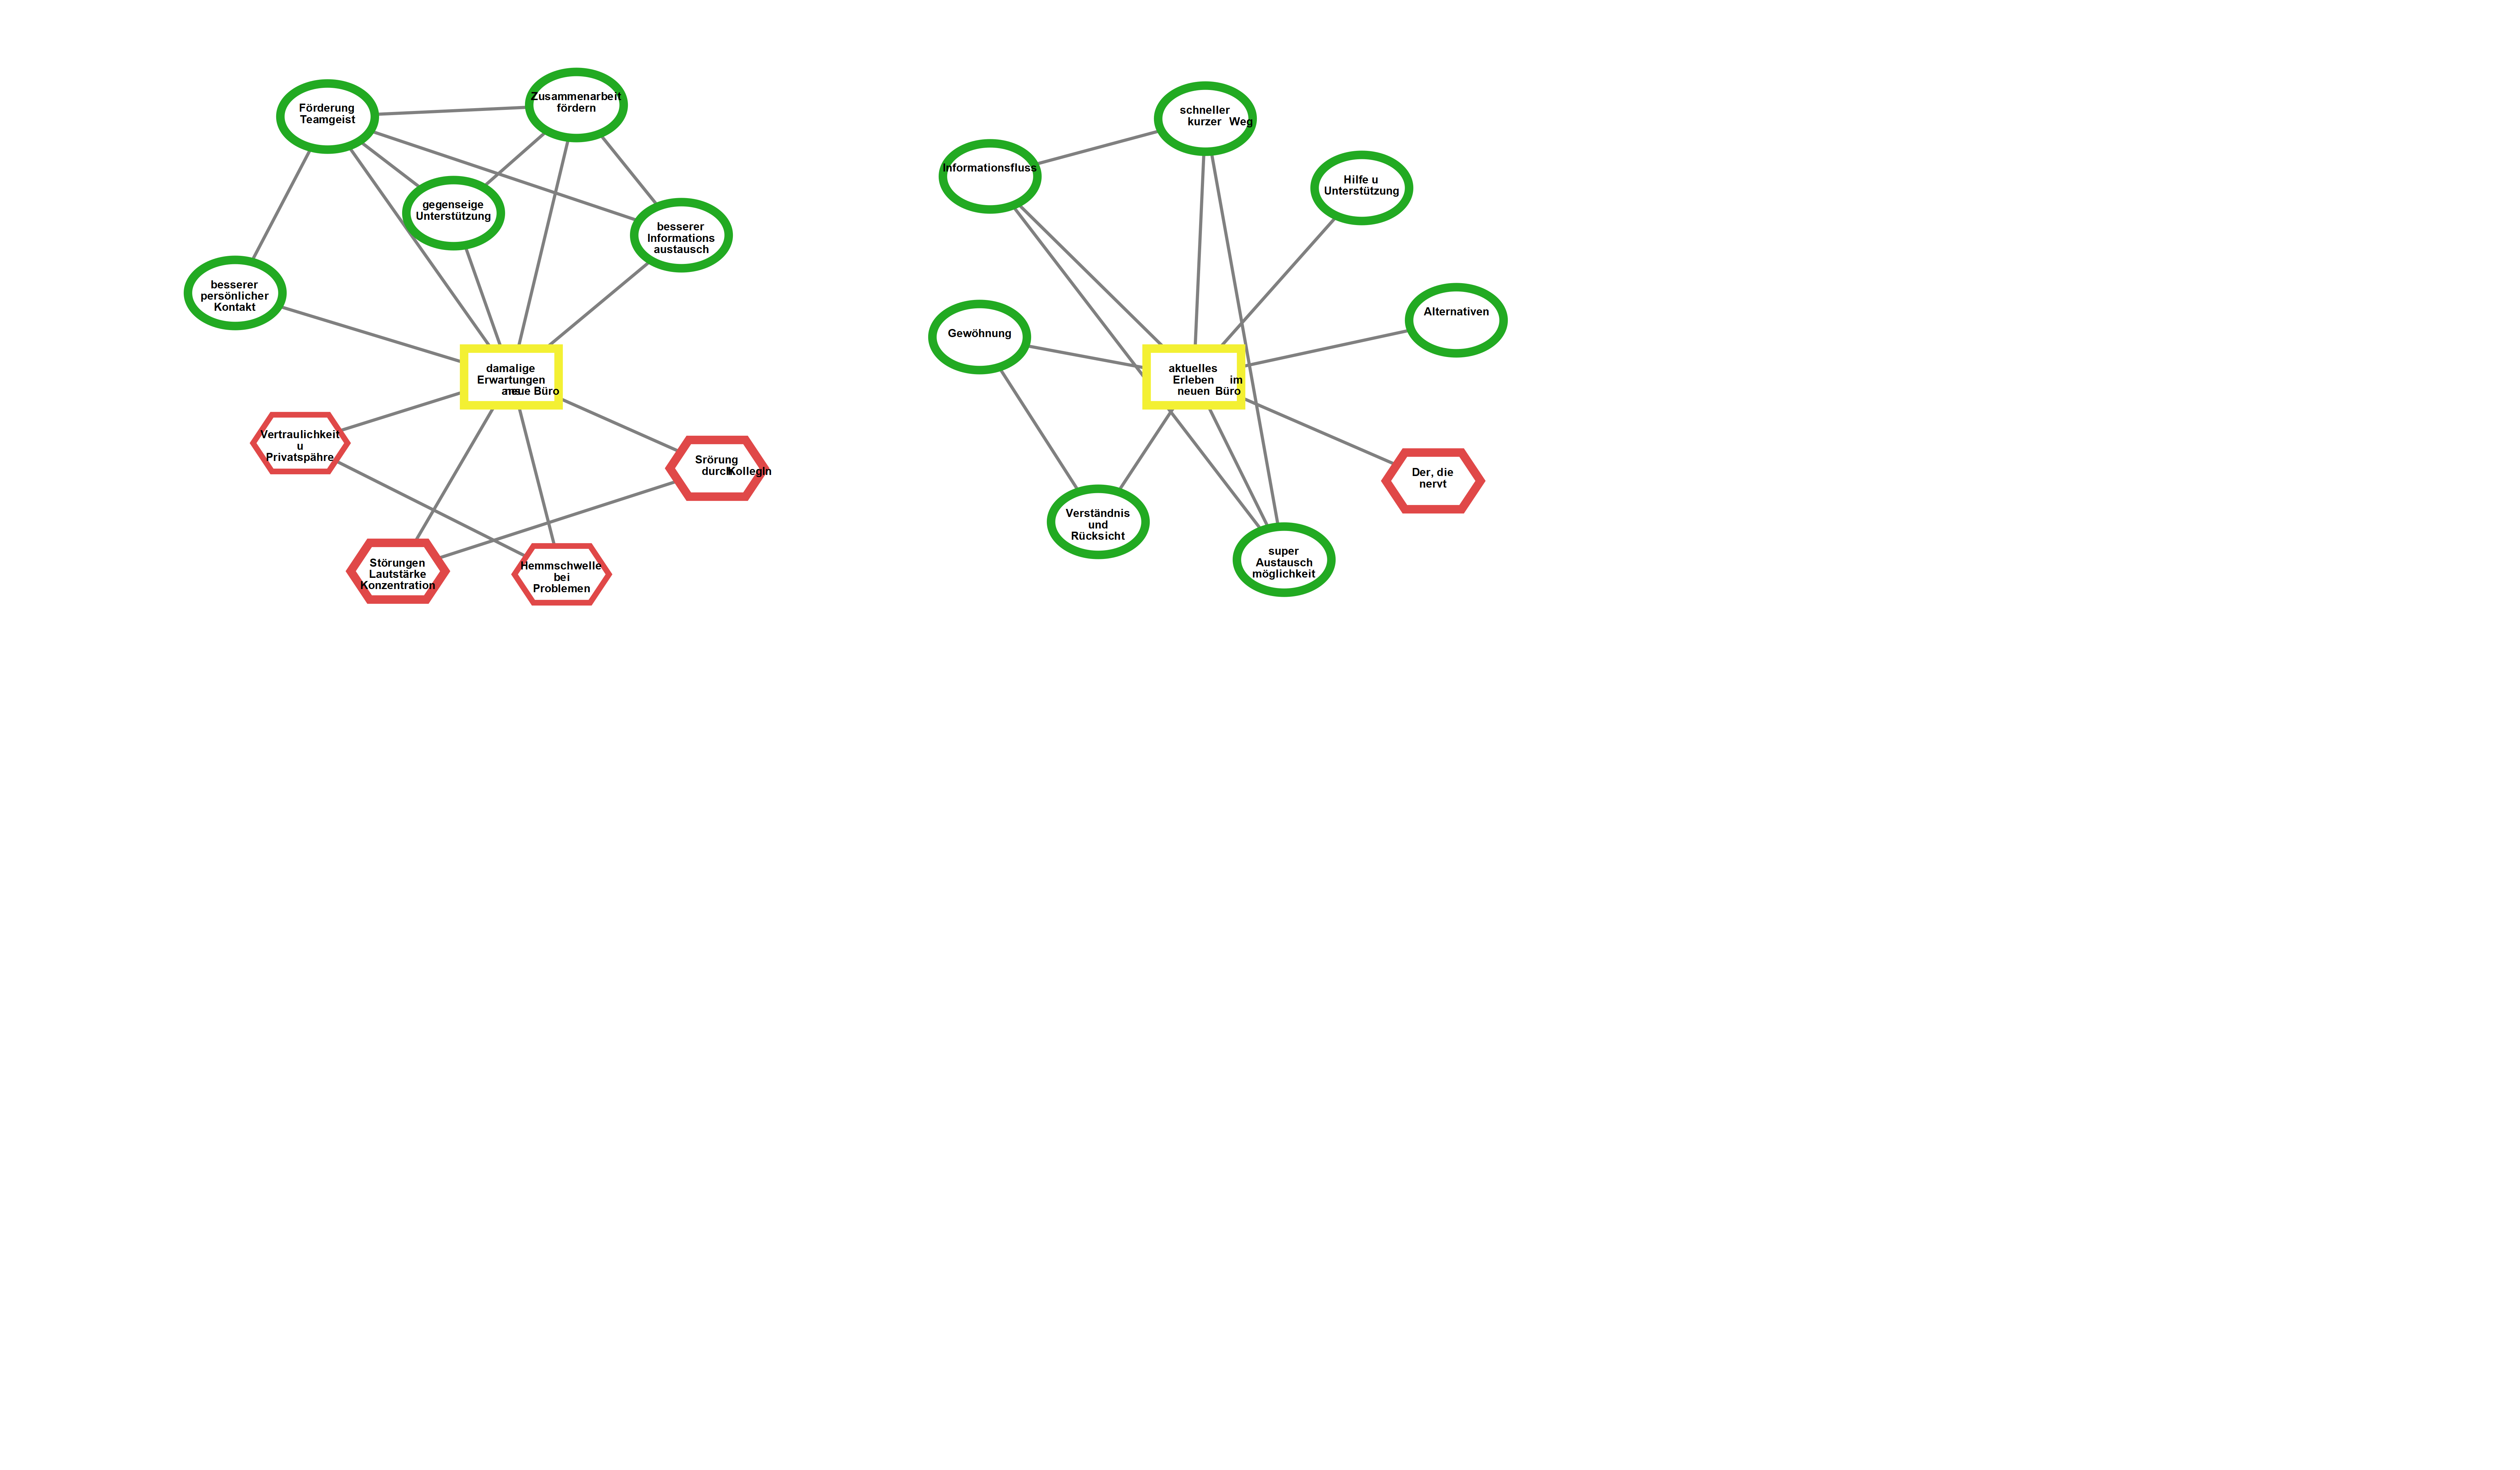 Förderung
Teamgeist
Zusammenarbeit
fördern
gegenseige
Unterstützung
besserer
Informations
austausch
besserer
persönlicher
Kontakt
damalige
Erwartungen
ans neue Büro
Vertraulichkeit
u
Privatspähre
Srörung
durch KollegIn
Störungen
Lautstärke
Konzentration
Hemmschwelle
bei
Problemen
schneller
kurzer Weg
Informationsfluss
Hilfe u
Unterstützung
Gewöhnung
Alternativen
aktuelles
Erleben im
neuen Büro
Der, die
nervt
Verständnis
und
Rücksicht
super
Austausch
möglichkeit